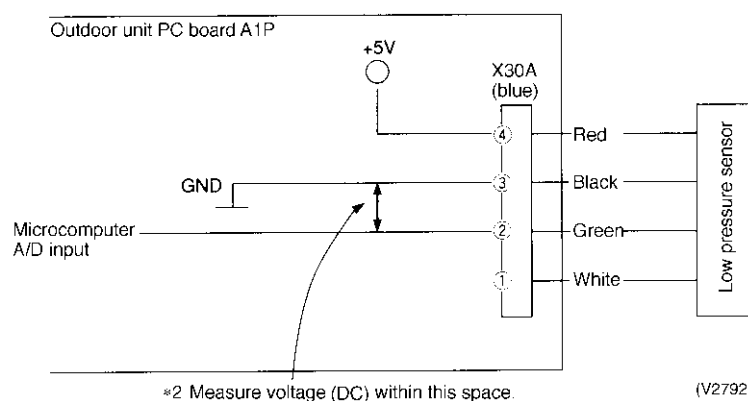 Outdoor unit PC board A1P
+5V
X30A
(blue)
4
Red
3
Black
GND
Microcomputer
A/D input
2
Green
1
White
Low pressure sensor
*2 Measure voltage (DC) within this space.
(V2792